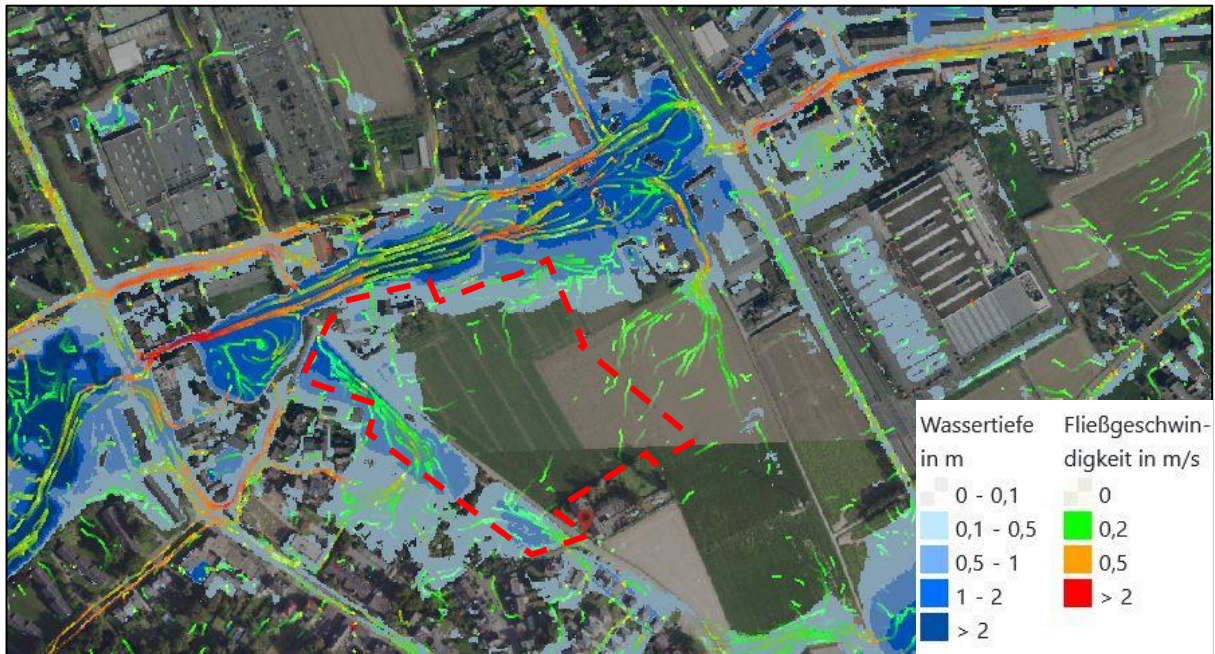 Wassertiefe
in m
0 - 0,1
0,1 - 0,5
0,5 - 1
1 - 2
> 2
Fließgeschwin-
digkeit in m/s
0
0,2
0,5
> 2